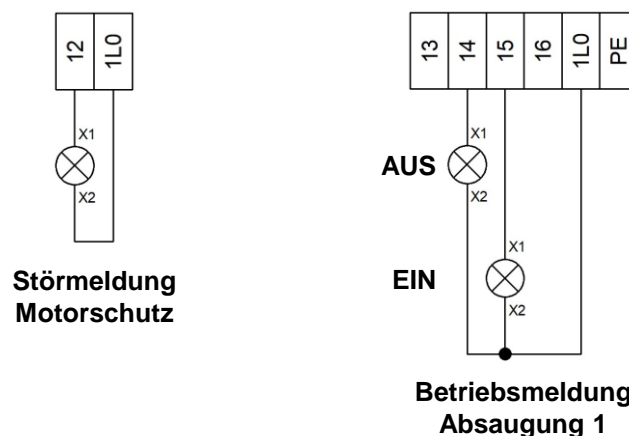 12
1L0
X1
X2
Störmeldung
Motorschutz
13
14
15
16
1L0
PE
X1
AUS
X2
X1
EIN
X2
Betriebsmeldung
Absaugung 1